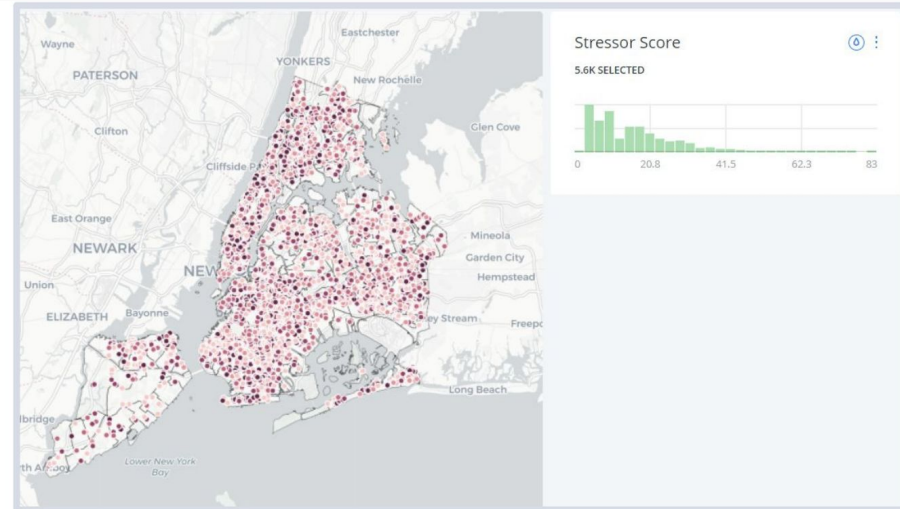 Eastchester
Wayne
YONKERS
PATERSON
New Rochelle
Clifton
Glen Cove
Cliffside P
East Orange
Mineola
NEWARK
Garden City
NEW
Hempstead
Union
ELIZABETH
Bayonne
ey Stream
Freepo
Long Beach
lbridge
Lower New York
Bay
th Amboy
Stressor Score
5.6K SELECTED
0 20.8 41.5 62.3 83